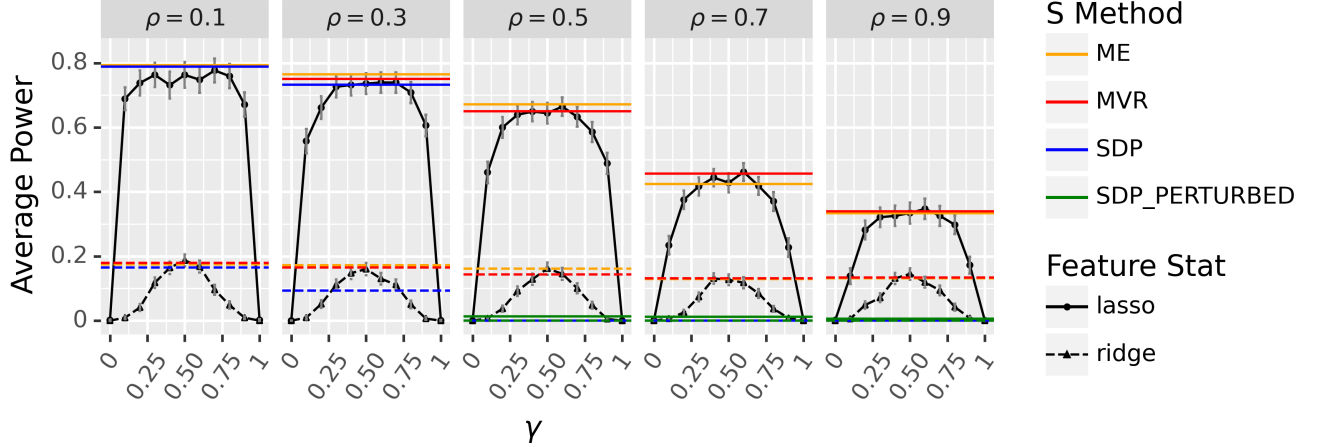 ρ = 0.1 ρ = 0.3 ρ = 0.5 ρ = 0.7 ρ = 0.9
Average Power
0.8
0.6
0.4
0.2
0
0 0.25 0.50 0.75 1 0 0.25 0.50 0.75 1 0 0.25 0.50 0.75 1 0 0.25 0.50 0.75 1 0 0.25 0.50 0.75 1
γ
S Method
ME
MVR
SDP
SDP_PERTURBED
Feature Stat
lasso
ridge